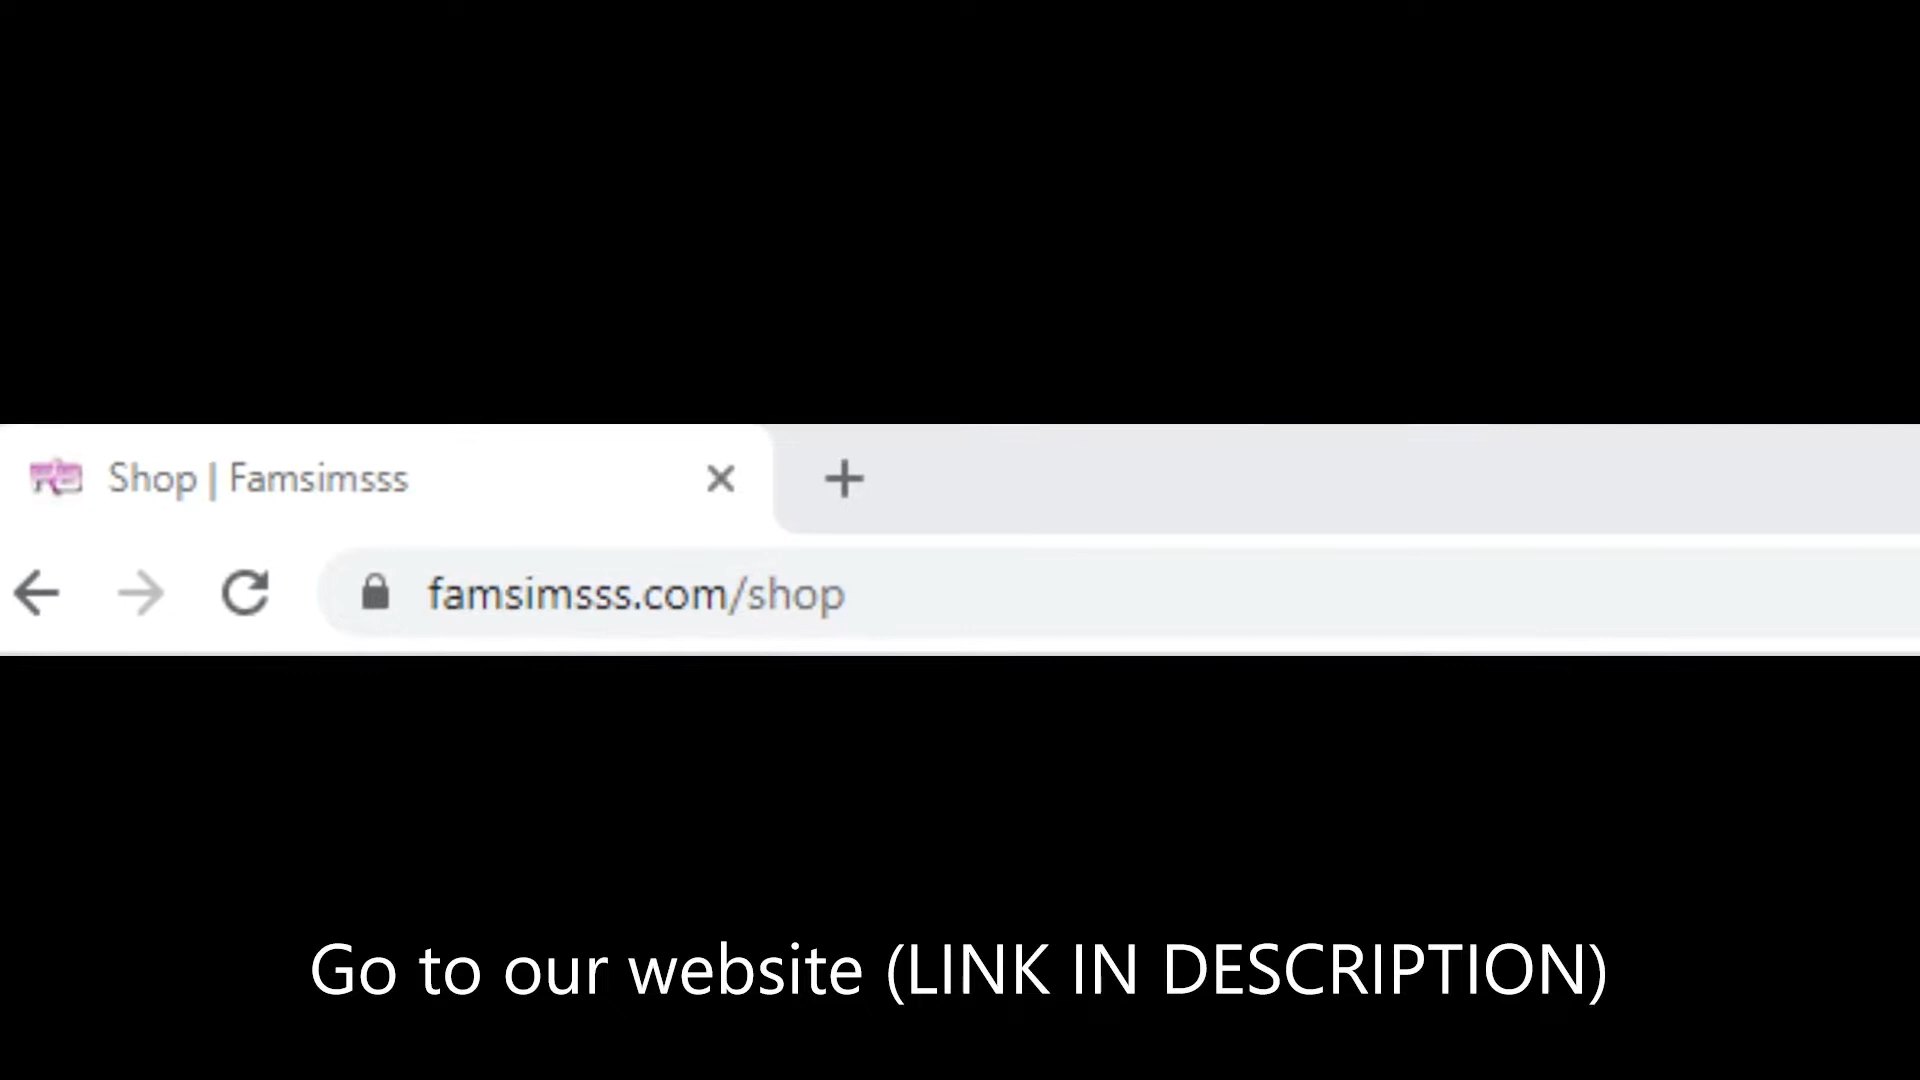 Shop | Famsimsss
famsimsss.com/shop
Go to our website (LINK IN DESCRIPTION)